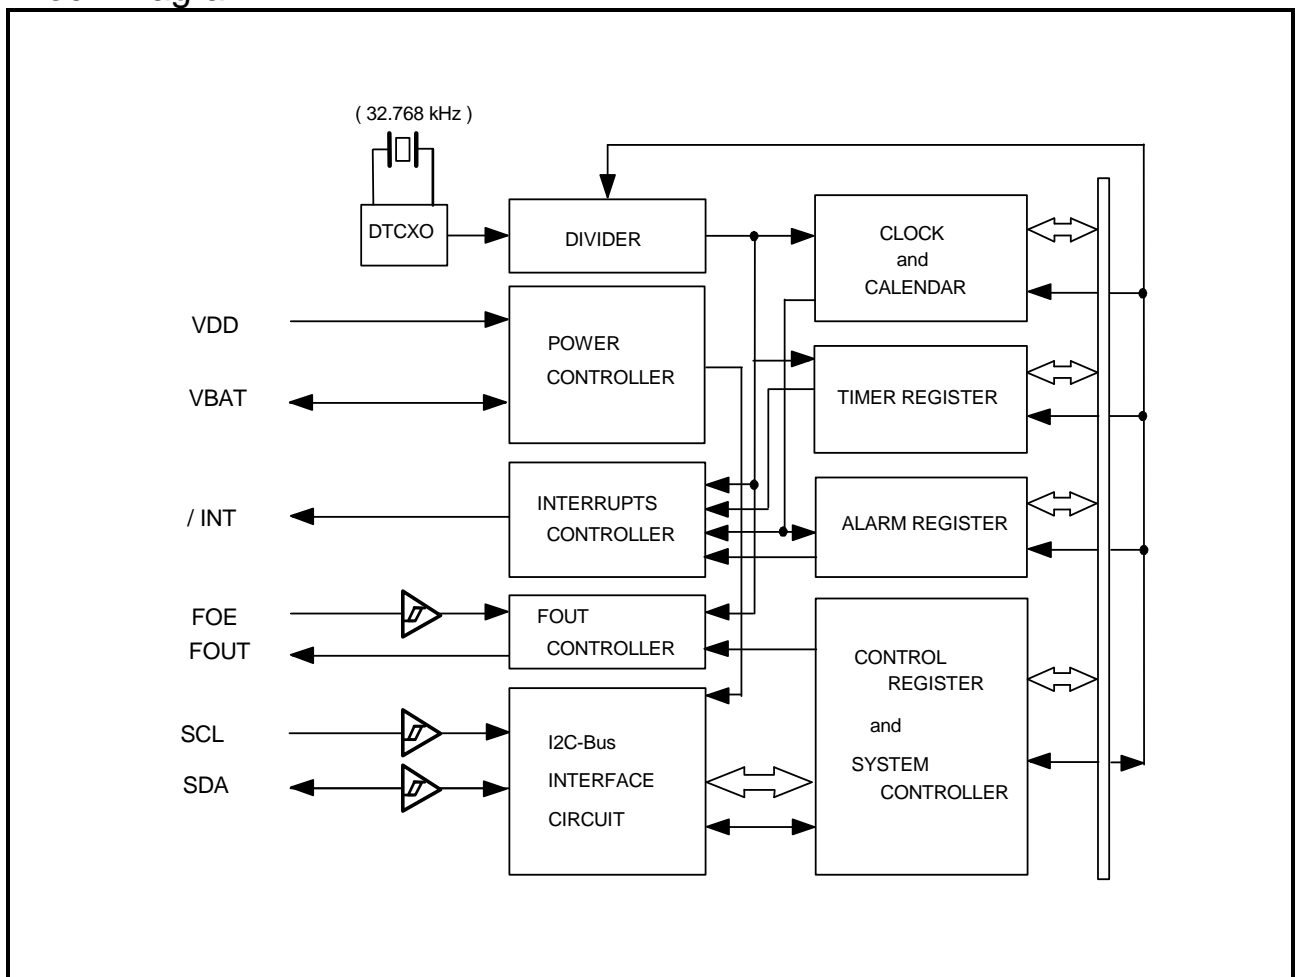 ( 32.768 kHz )
DTCXO
DIVIDER
CLOCK
and
CALENDAR
VDD
VBAT
POWER
CONTROLLER
TIMER REGISTER
/ INT
INTERRUPTS
CONTROLLER
ALARM REGISTER
FOE
FOUT
FOUT
CONTROLLER
CONTROL
REGISTER
and
SYSTEM
CONTROLLER
SCL
SDA
I2C-Bus
INTERFACE
CIRCUIT